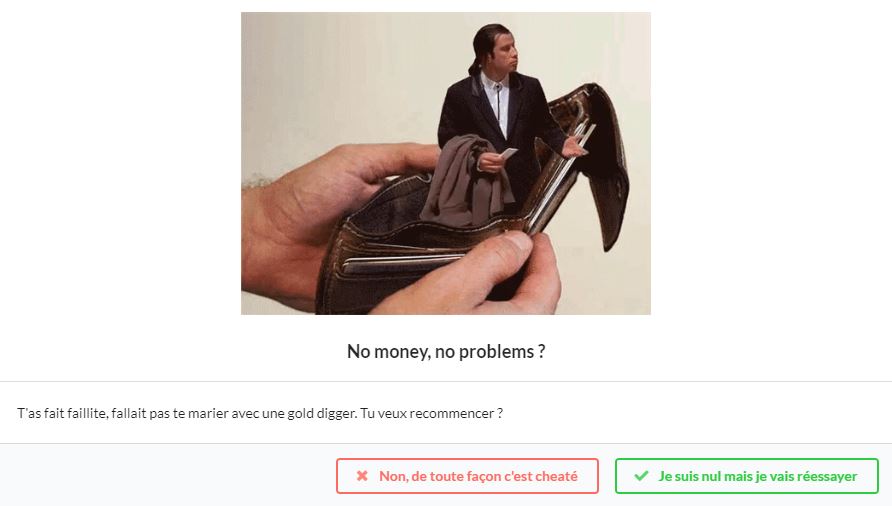 No money, no problems ?
T'as fait faillite, fallait pas te marier avec une gold digger. Tu veux recommencer ?
Non, de toute façon c'est cheaté
Je suis nul mais je vais réessayer